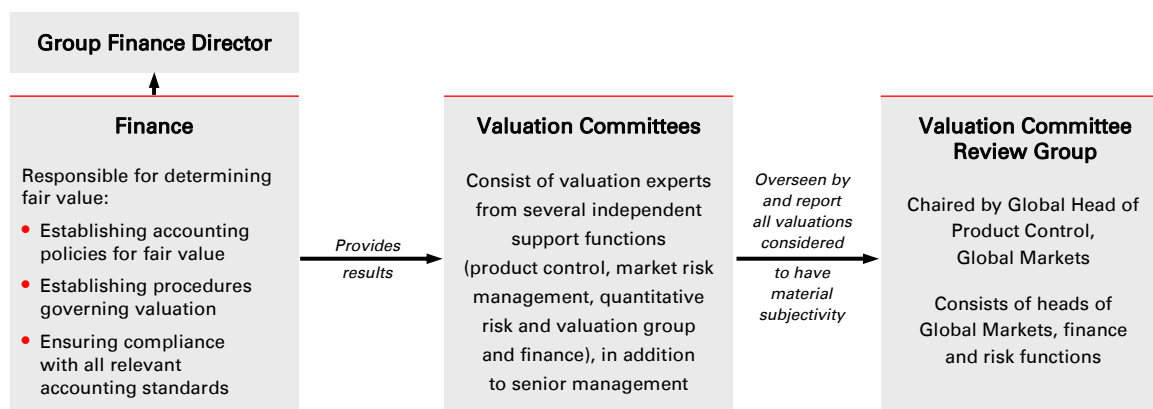 Group Finance Director
Finance
Responsible for determining
fair value:
• Establishing accounting
policies for fair value
• Establishing procedures
governing valuation
• Ensuring compliance
with all relevant
accounting standards
Provides
results
Valuation Committees
Consist of valuation experts
from several independent
support functions
(product control, market risk
management, quantitative
risk and valuation group
and finance), in addition
to senior management
Overseen by
and report
all valuations
considered
to have
material
subjectivity
Valuation Committee
Review Group
Chaired by Global Head of
Product Control,
Global Markets
Consists of heads of
Global Markets, finance
and risk functions